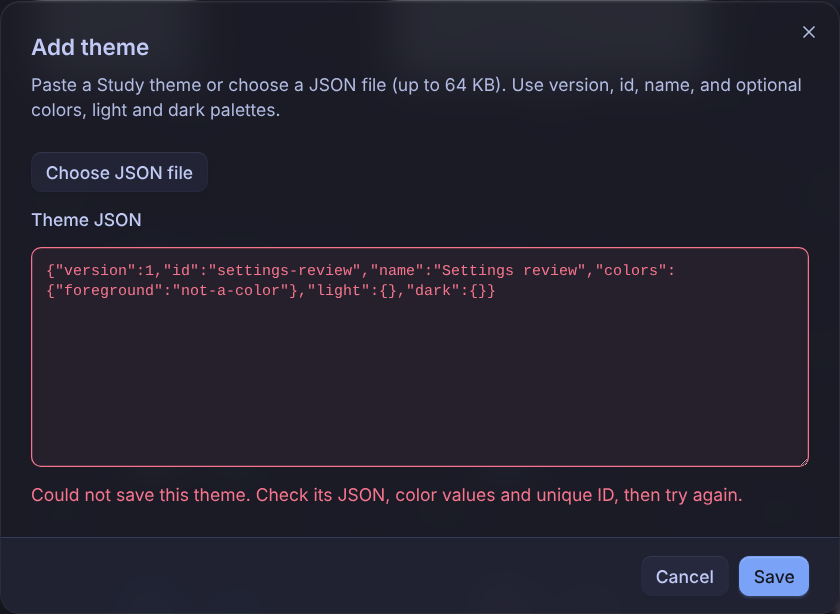 Add theme
Paste a Study theme or choose a JSON file (up to 64 KB). Use version, id, name, and optional
colors, light and dark palettes.
Choose JSON file
Theme JSON
{"version":1,"id":"settings-review","name":"Settings review","colors":
{"foreground":"not-a-color"},"light":{},"dark":{}}
Could not save this theme. Check its JSON, color values and unique ID, then try again.
Cancel
Save